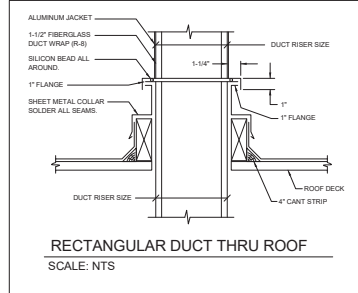 ALUMINUM JACKET
1-1/2" FIBERGLASS
DUCT WRAP (R-8)
SILICON BEAD ALL
AROUND.
1" FLANGE
SHEET METAL COLLAR
SOLDER ALL SEAMS.
DUCT RISER SIZE
1-1/4"
1"
1" FLANGE
ROOF DECK
4" CANT STRIP
DUCT RISER SIZE
RECTANGULAR DUCT THRU ROOF
SCALE: NTS